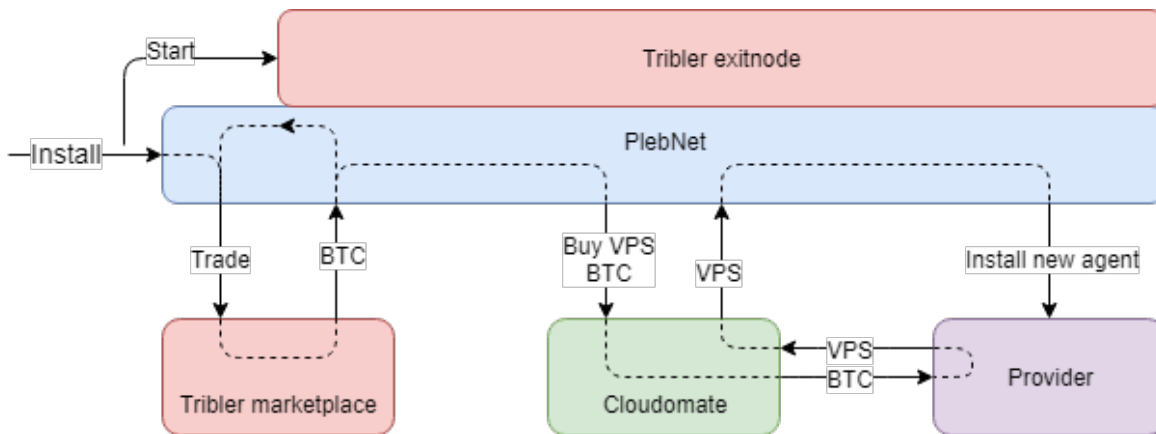 Start
Tribler exitnode
Install
PlebNet
Trade
BTC
Buy VPS
BTC
VPS
Install new agent
VPS
BTC
Tribler marketplace
Cloudomate
Provider